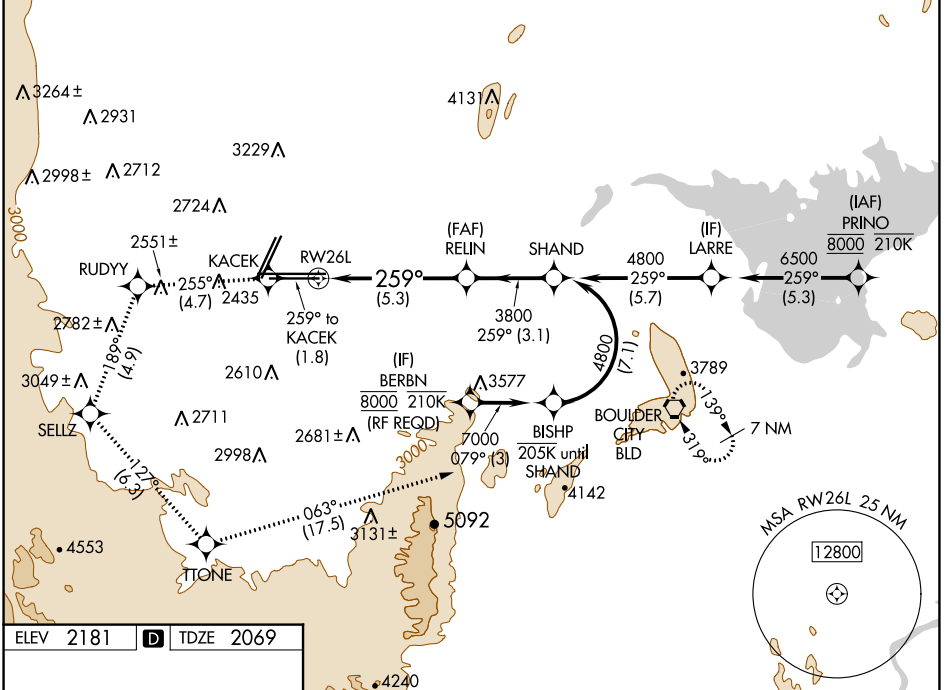 3264 ±
2931
4131
3229
2998 ±
2712
2724
3000
2551 ±
RUDYY
255°
(4.7)
2435
KACEK
RW26L
259° to
KACEK
(1.8)
259°
(5.3)
(FAF)
RELIN
SHAND
3800
259° (3.1)
4800
259°
(5.7)
(IF)
LARRE
6500
259°
(5.3)
(IAF)
PRINO
8000 210K
2782 ±
189°
(4.9)
3049 ±
SELLZ
2610
2711
2998
2681 ±
(IF)
BERBN
8000 210K
(RF REQD)
3577
7000
079° (3)
BISHP
205K until
SHAND
4800
(7.1)
3789
BOULDER
CITY
BLD
139°
319°
7 NM
3000
4142
127°
(6.3)
063°
(17.5)
3131 ±
5092
4553
TTONE
MSA RW26L 25 NM
12800
ELEV 2181 D TDZE 2069
4240